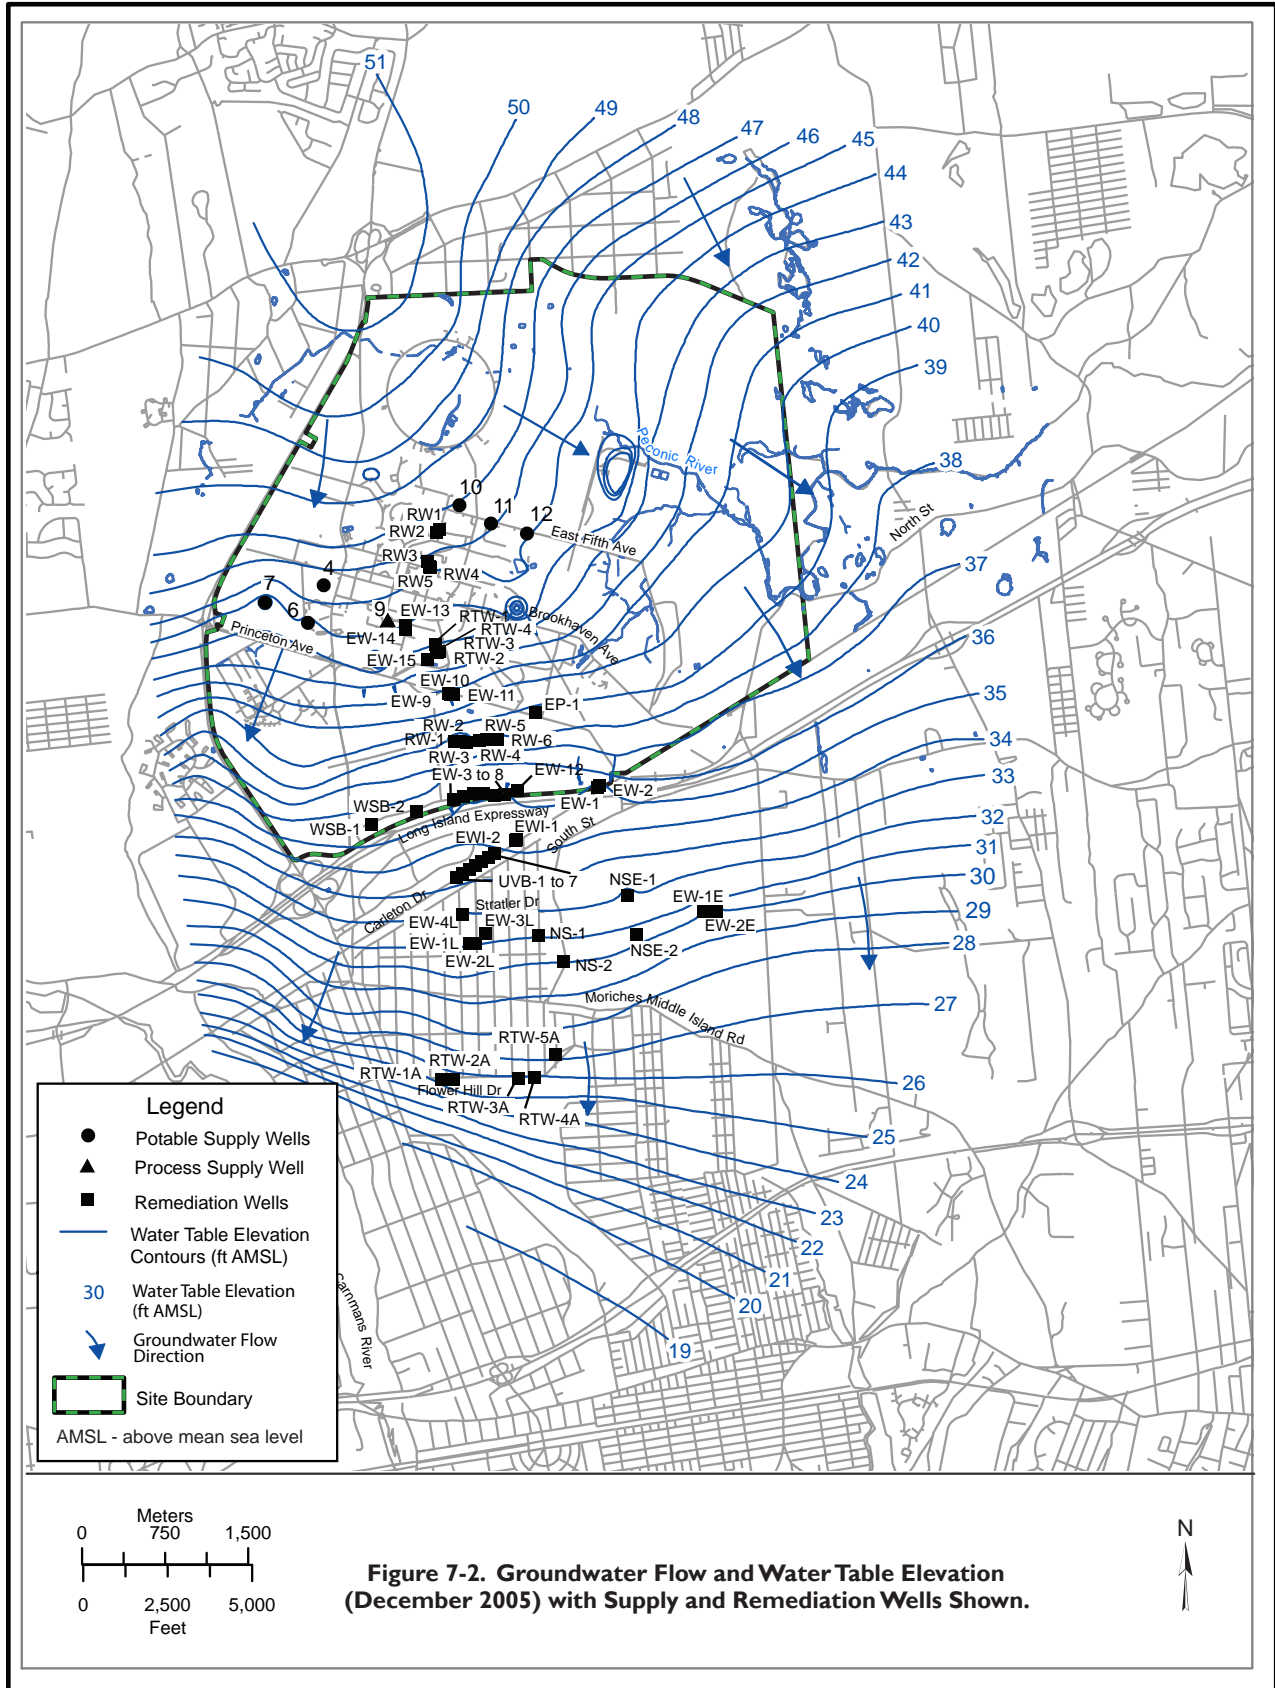 51
50
49
48
47
46
45
44
43
42
41
40
39
38
37
36
35
34
33
32
31
30
29
28
27
26
25
24
23
22
21
20
19
Peconic River
North St
10
11
12
East Fifth Ave
RW1
RW2
RW3
RW4
RW5
4
7
6
9
EW-13
RTW-1
RTW-4
EW-14
RTW-3
EW-15
RTW-2
Brookhaven Ave
Princeton Ave
EW-10
EW-9
EW-11
EP-1
RW-2
RW-5
RW-1
RW-6
RW-3
RW-4
EW-3 to 8
EW-12
EW-1
EW-2
WSB-2
WSB-1
Long Island Expressway
EWI-1
EWI-2
South St
UVB-1 to 7
Carleton Dr
Stratler Dr
NSE-1
EW-1E
EW-2E
EW-4L
EW-3L
NS-1
NSE-2
EW-1L
EW-2L
NS-2
Moriches Middle Island Rd
RTW-5A
RTW-2A
RTW-1A
Flower Hill Dr
RTW-3A
RTW-4A
River
Legend
Potable Supply Wells
Process Supply Well
Remediation Wells
Water Table Elevation
Contours (ft AMSL)
30
Water Table Elevation
(ft AMSL)
Groundwater Flow
Direction
Site Boundary
AMSL - above mean sea level
Meters
0 750 1,500
0 2,500 5,000
Feet
Figure 7-2. Groundwater Flow and Water Table Elevation
(December 2005) with Supply and Remediation Wells Shown.
N